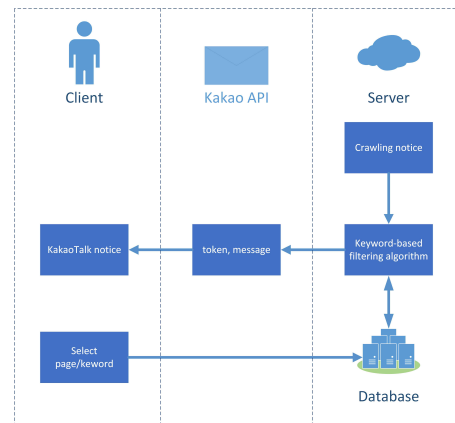 Client
Kakao API
Server
Crawling notice
KakaoTalk notice
token, message
Keyword-based
filtering algorithm
Select
page/keword
Database